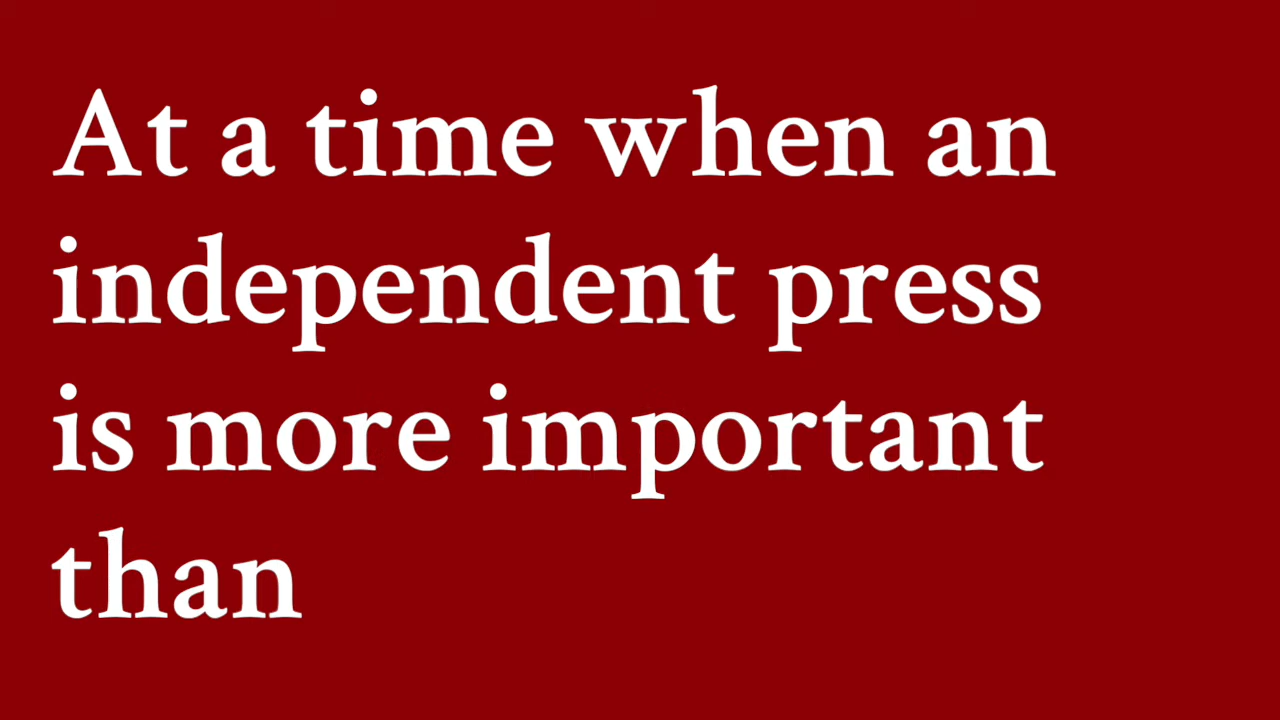 At a time when an
independent press
is more important
than